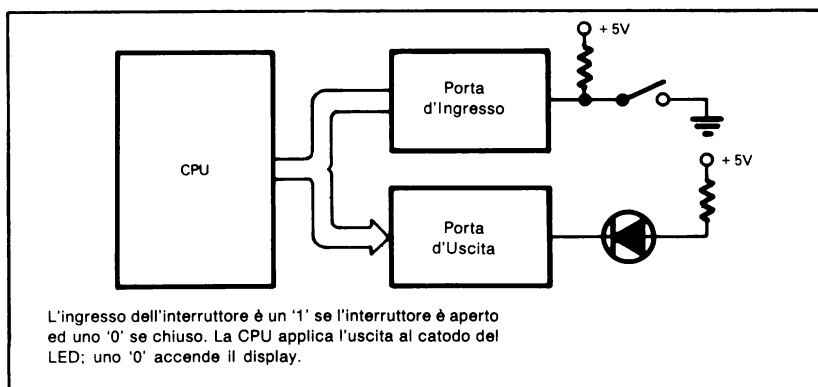 + 5V
Porta
d'Ingresso
CPU
+ 5V
Porta
d'Uscita
L'ingresso dell'interruttore è un '1' se l'interruttore è aperto
ed uno '0' se chiuso. La CPU applica l'uscita al catodo del
LED; uno '0' accende il display.